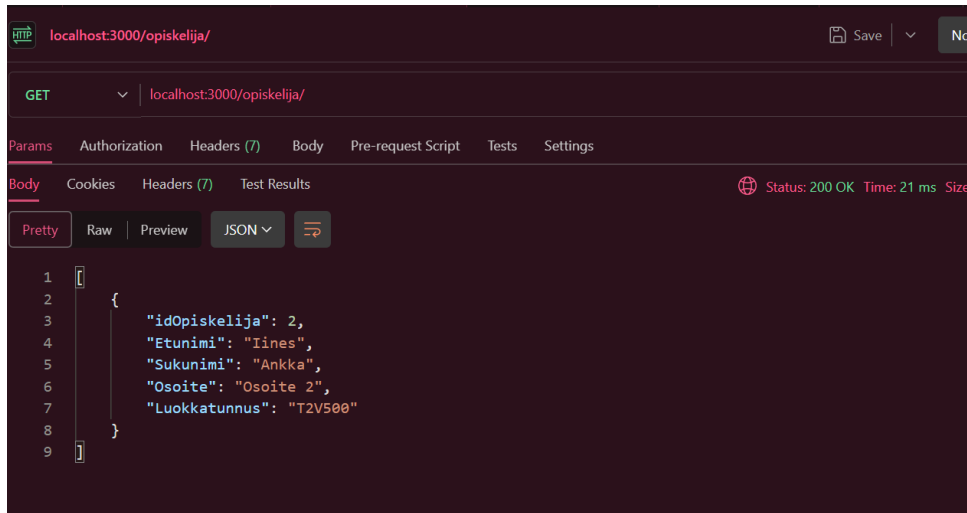 HTTP localhost:3000/opiskelija/ Save No
GET localhost:3000/opiskelija/
Params Authorization Headers (7) Body Pre-request Script Tests Settings
Body Cookies Headers (7) Test Results Status: 200 OK Time: 21 ms Size
Pretty Raw Preview JSON
1 [
2 {
3 "idOpiskelija": 2,
4 "Etunimi": "Iines",
5 "Sukunimi": "Ankka",
6 "Osoite": "Osoite 2",
7 "Luokkatunnus": "T2V500"
8 }
9 ]